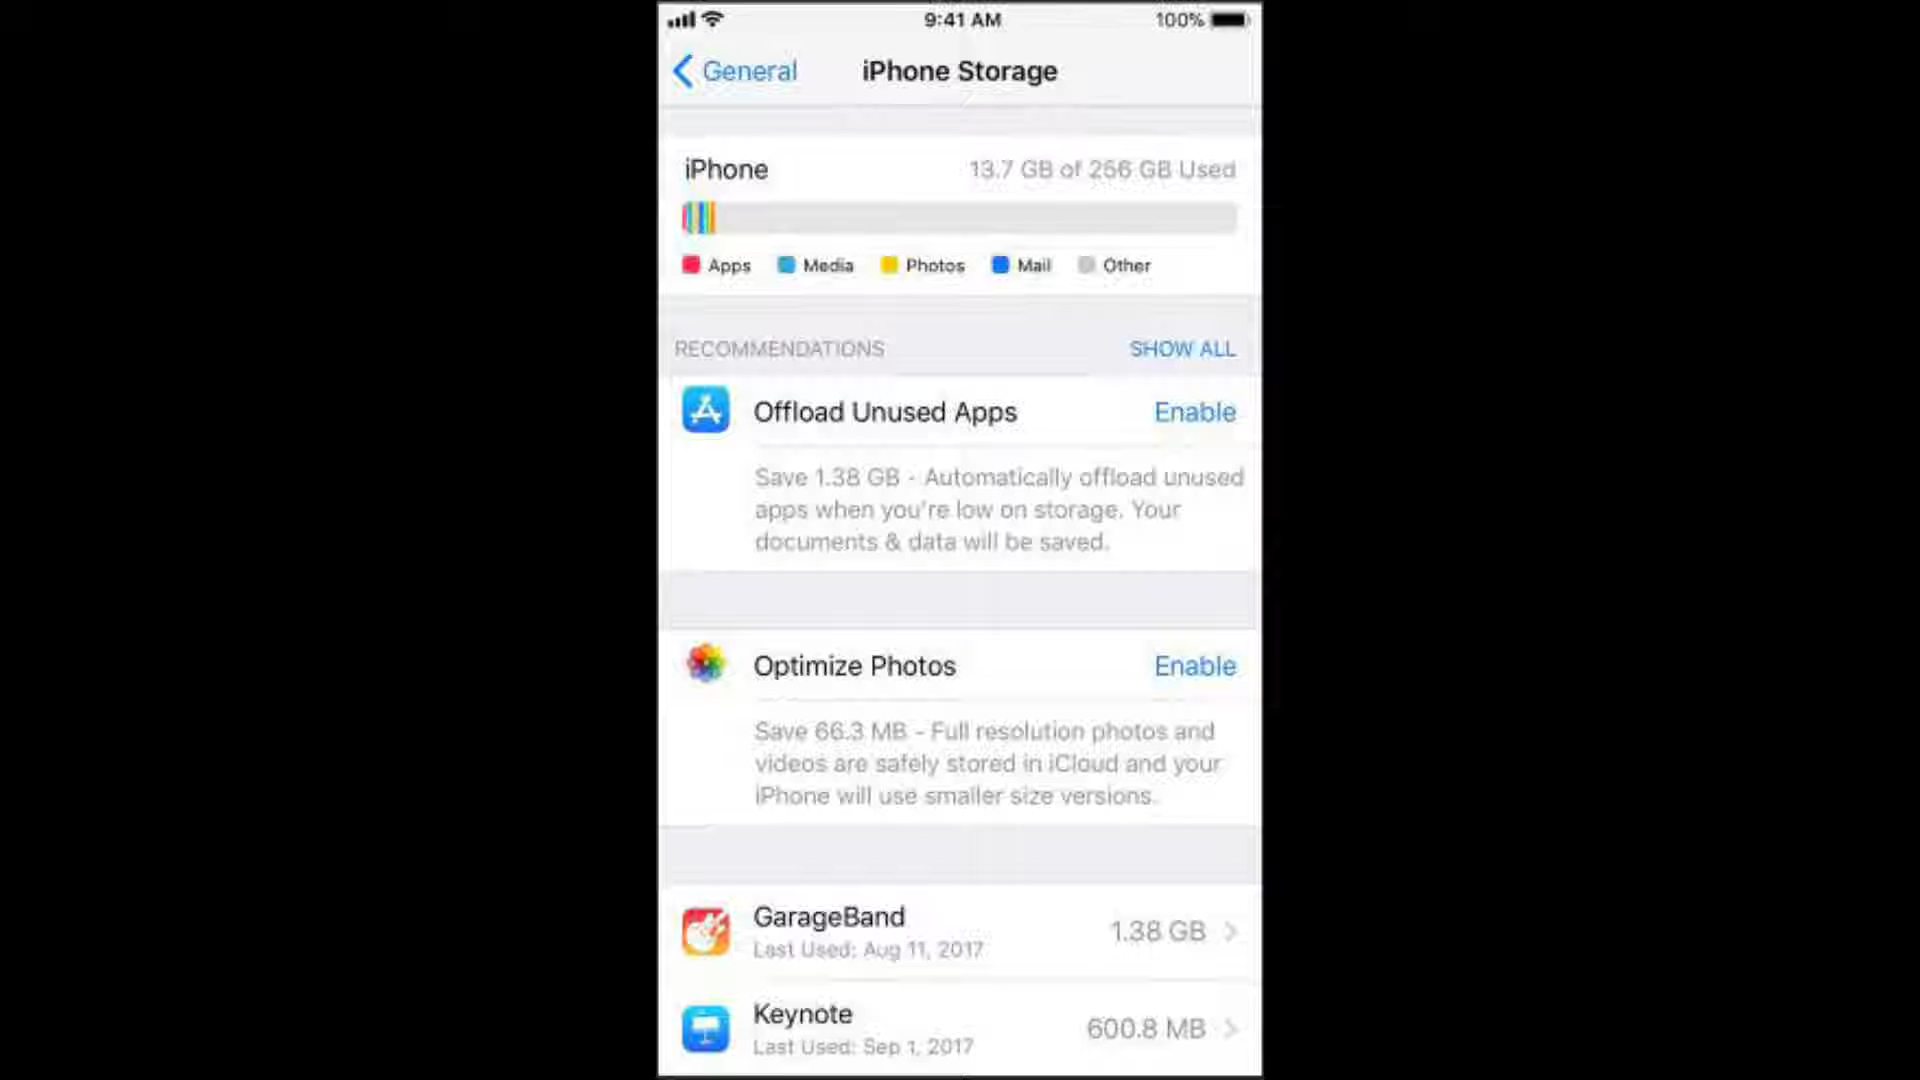 9:41 AM 100%
General iPhone Storage
iPhone 13.7 GB of 256 GB Used
Apps Media Photos Mail Other
RECOMMENDATIONS SHOW ALL
Offload Unused Apps Enable
Save 1.38 GB - Automatically offload unused
apps when you're low on storage. Your
documents & data will be saved.
Optimize Photos Enable
Save 66.3 MB - Full resolution photos and
videos are safely stored in iCloud and your
iPhone will use smaller size versions.
GarageBand 1.38 GB
Last Used: Aug 11, 2017
Keynote 600.8 MB
Last Used: Sep 1, 2017